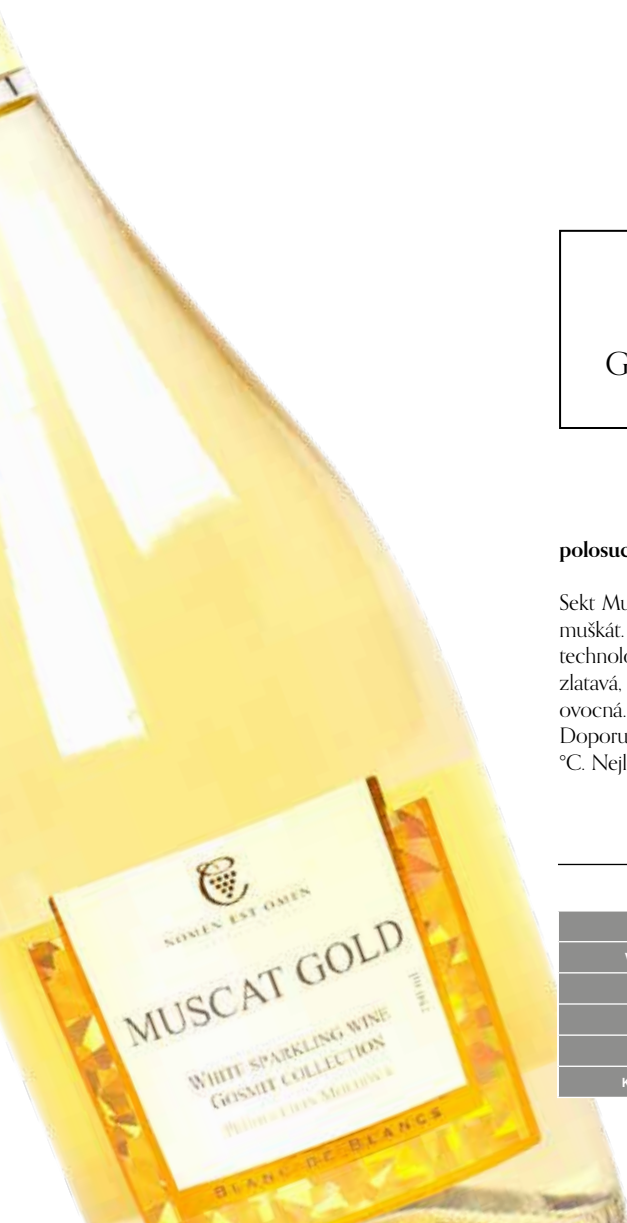 NOMEN EST OMEN
MUSCAT GOLD
WHITE SPARKLING WINE
GOSMIT COLLECTION
BLANC DE BLANCS
G
polosuc
Sekt Mu
muškát.
technolo
zlatavá,
ovocná.
Doporu
°C. Nejl
K